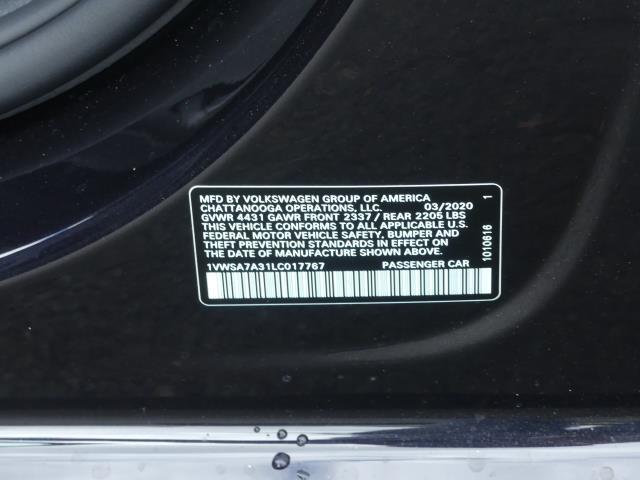 MFD BY VOLKSWAGEN GROUP OF AMERICA
CHATTANOOGA OPERATIONS, LLC. 03/2020
GVWR 4431 GAWR FRONT 2337 / REAR 2205 LBS
THIS VEHICLE CONFORMS TO ALL APPLICABLE U.S.
FEDERAL MOTOR VEHICLE SAFETY, BUMPER AND
THEFT PREVENTION STANDARDS IN EFFECT ON THE
DATE OF MANUFACTURE SHOWN ABOVE.
1VWSA7A31LC017767 PASSENGER CAR
1010616 1